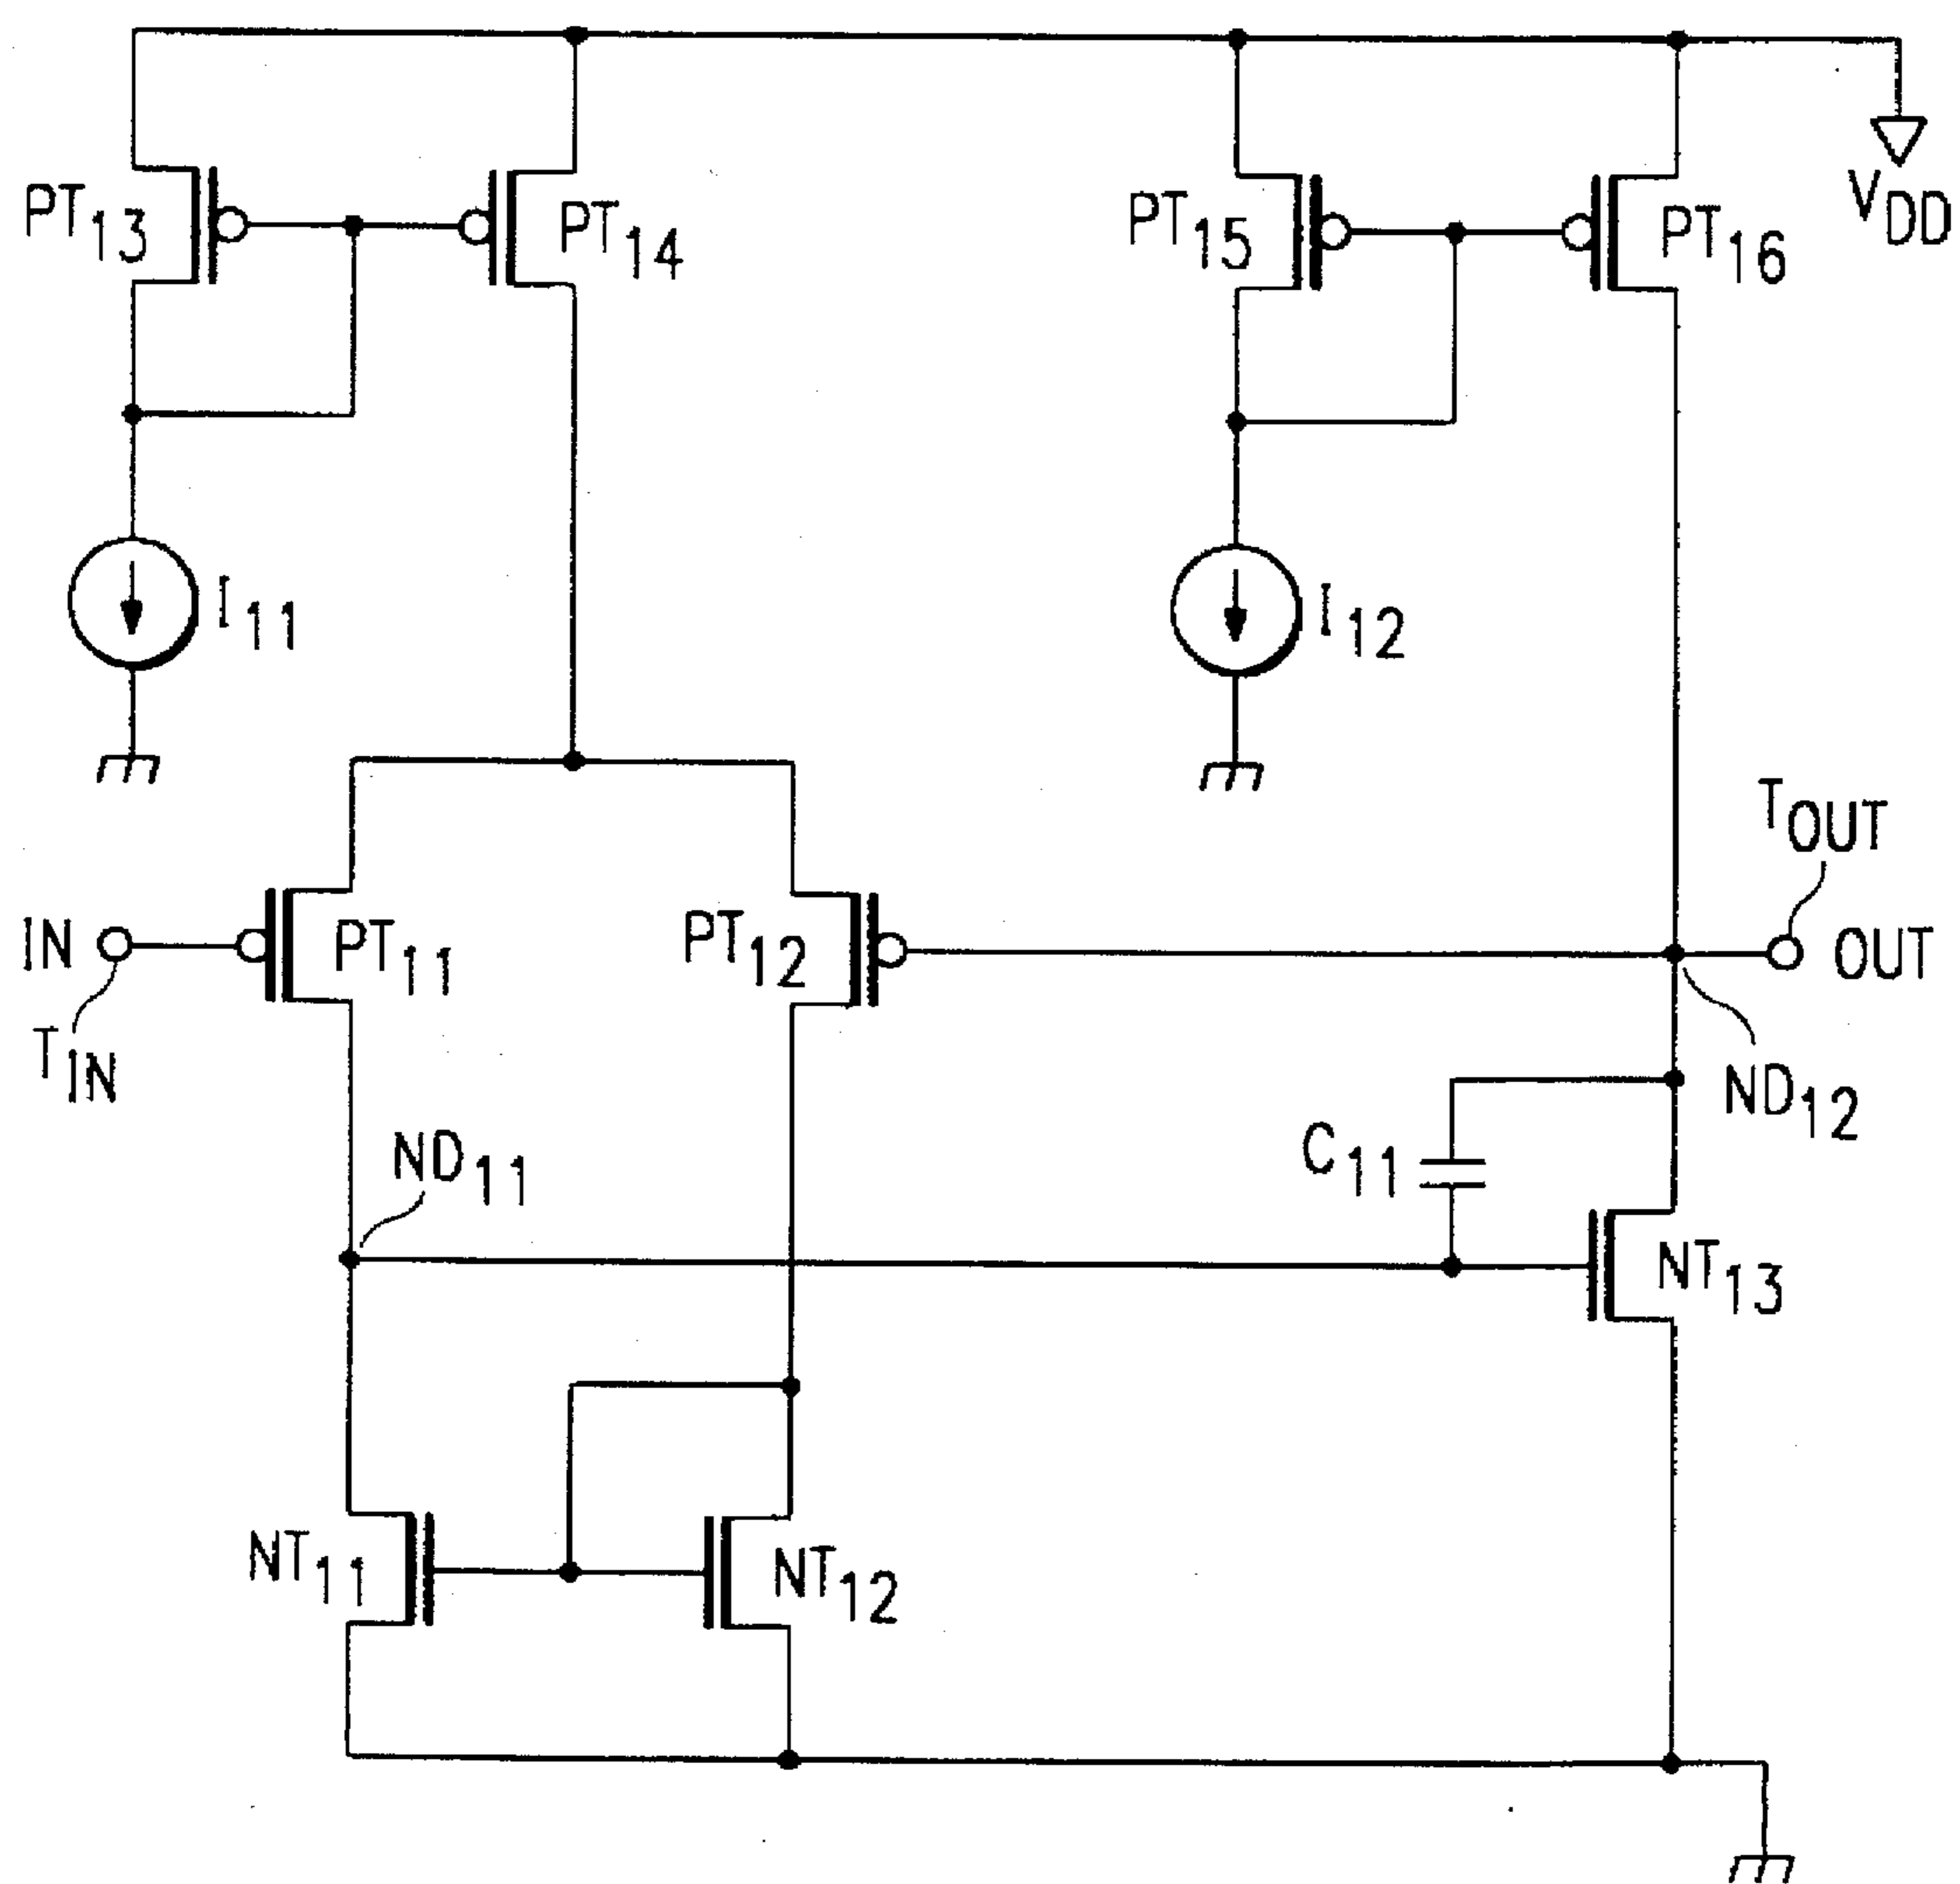 PT13
PT14
PT15
PT16
VDD
I11
I12
TOUT
IN
PT11
PT12
OUT
TIN
ND12
ND11
C11
NT13
NT11
NT12